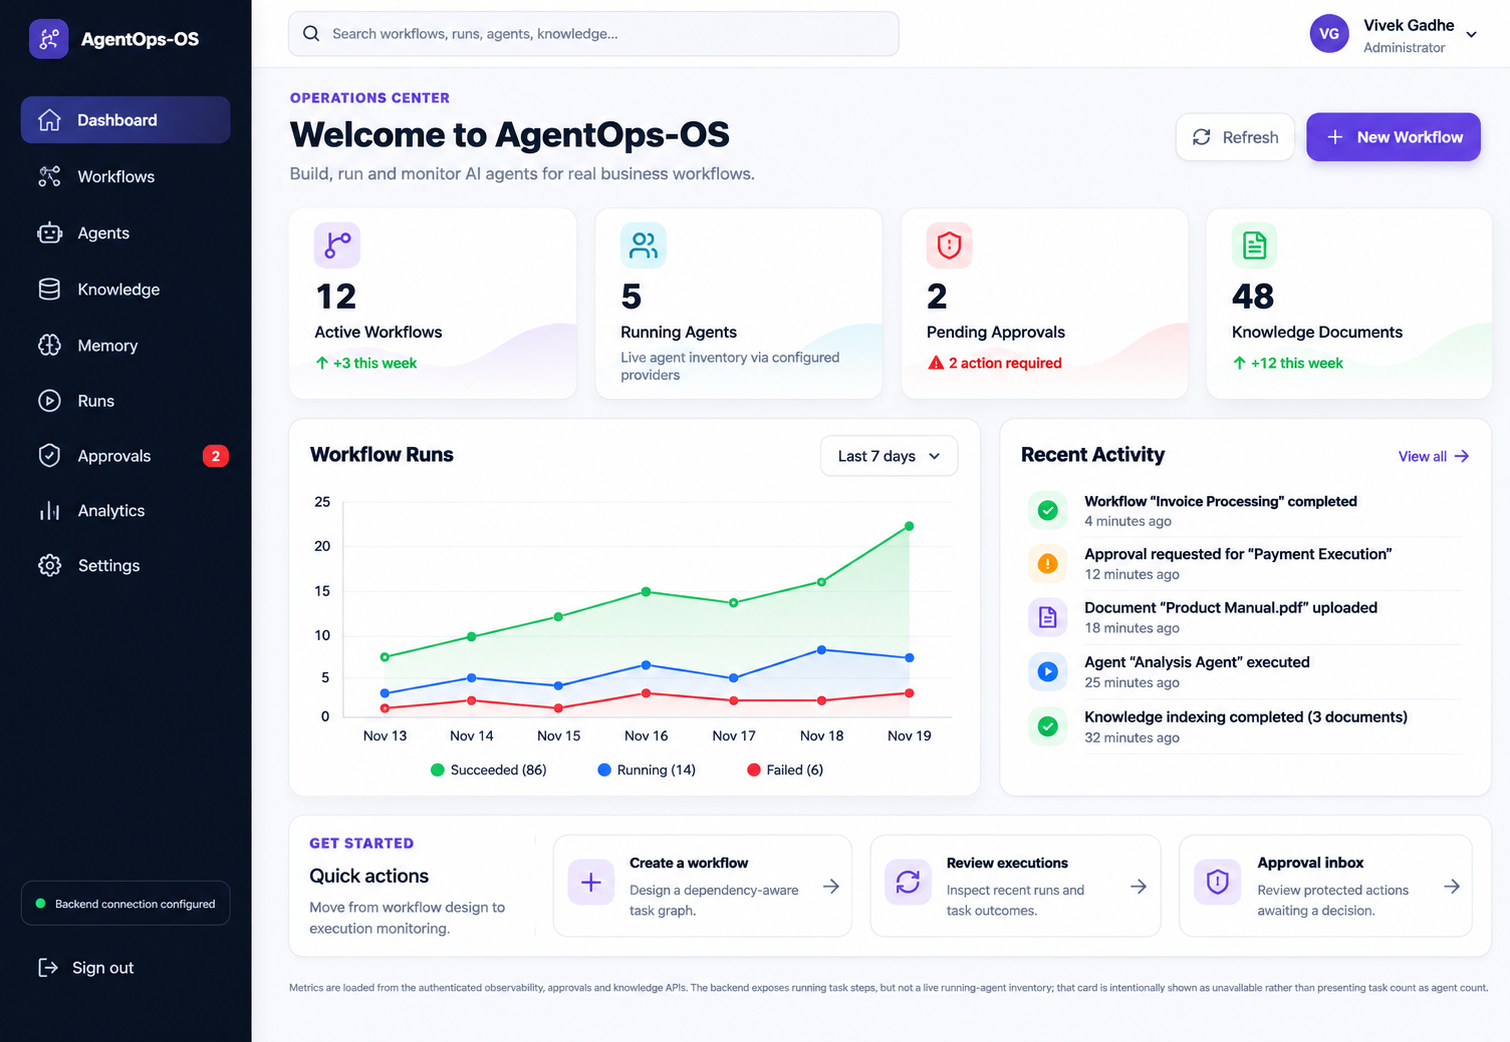 AgentOps-OS
Dashboard
Workflows
Agents
Knowledge
Memory
Runs
Approvals
2
Analytics
Settings
Backend connection configured
Sign out
Search workflows, runs, agents, knowledge...
VG
Vivek Gadhe
Administrator
OPERATIONS CENTER
Welcome to AgentOps-OS
Build, run and monitor AI agents for real business workflows.
Refresh
New Workflow
12
Active Workflows
+3 this week
5
Running Agents
Live agent inventory via configured
providers
2
Pending Approvals
2 action required
48
Knowledge Documents
+12 this week
Workflow Runs
Last 7 days
25
20
15
10
5
0
Nov 13
Nov 14
Nov 15
Nov 16
Nov 17
Nov 18
Nov 19
Succeeded (86)
Running (14)
Failed (6)
Recent Activity
View all
Workflow “Invoice Processing” completed
4 minutes ago
Approval requested for “Payment Execution”
12 minutes ago
Document “Product Manual.pdf” uploaded
18 minutes ago
Agent “Analysis Agent” executed
25 minutes ago
Knowledge indexing completed (3 documents)
32 minutes ago
GET STARTED
Quick actions
Move from workflow design to
execution monitoring.
Create a workflow
Design a dependency-aware
task graph.
Review executions
Inspect recent runs and
task outcomes.
Approval inbox
Review protected actions
awaiting a decision.
Metrics are loaded from the authenticated observability, approvals and knowledge APIs. The backend exposes running task steps, but not a live running-agent inventory; that card is intentionally shown as unavailable rather than presenting task count as agent count.